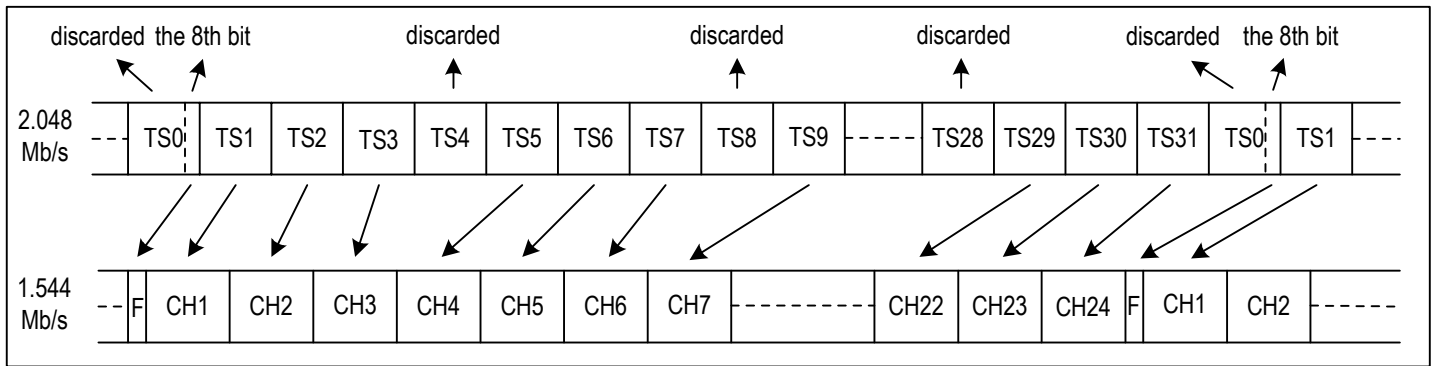 discarded the 8th bit discarded discarded discarded discarded the 8th bit
2.048
Mb/s
TS0 TS1 TS2 TS3 TS4 TS5 TS6 TS7 TS8 TS9 TS28 TS29 TS30 TS31 TS0 TS1
1.544
Mb/s
F CH1 CH2 CH3 CH4 CH5 CH6 CH7 CH22 CH23 CH24 F CH1 CH2